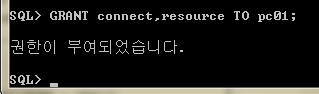 SQL> GRANT connect,resource TO pc01;
권한이 부여되었습니다.
SQL> _